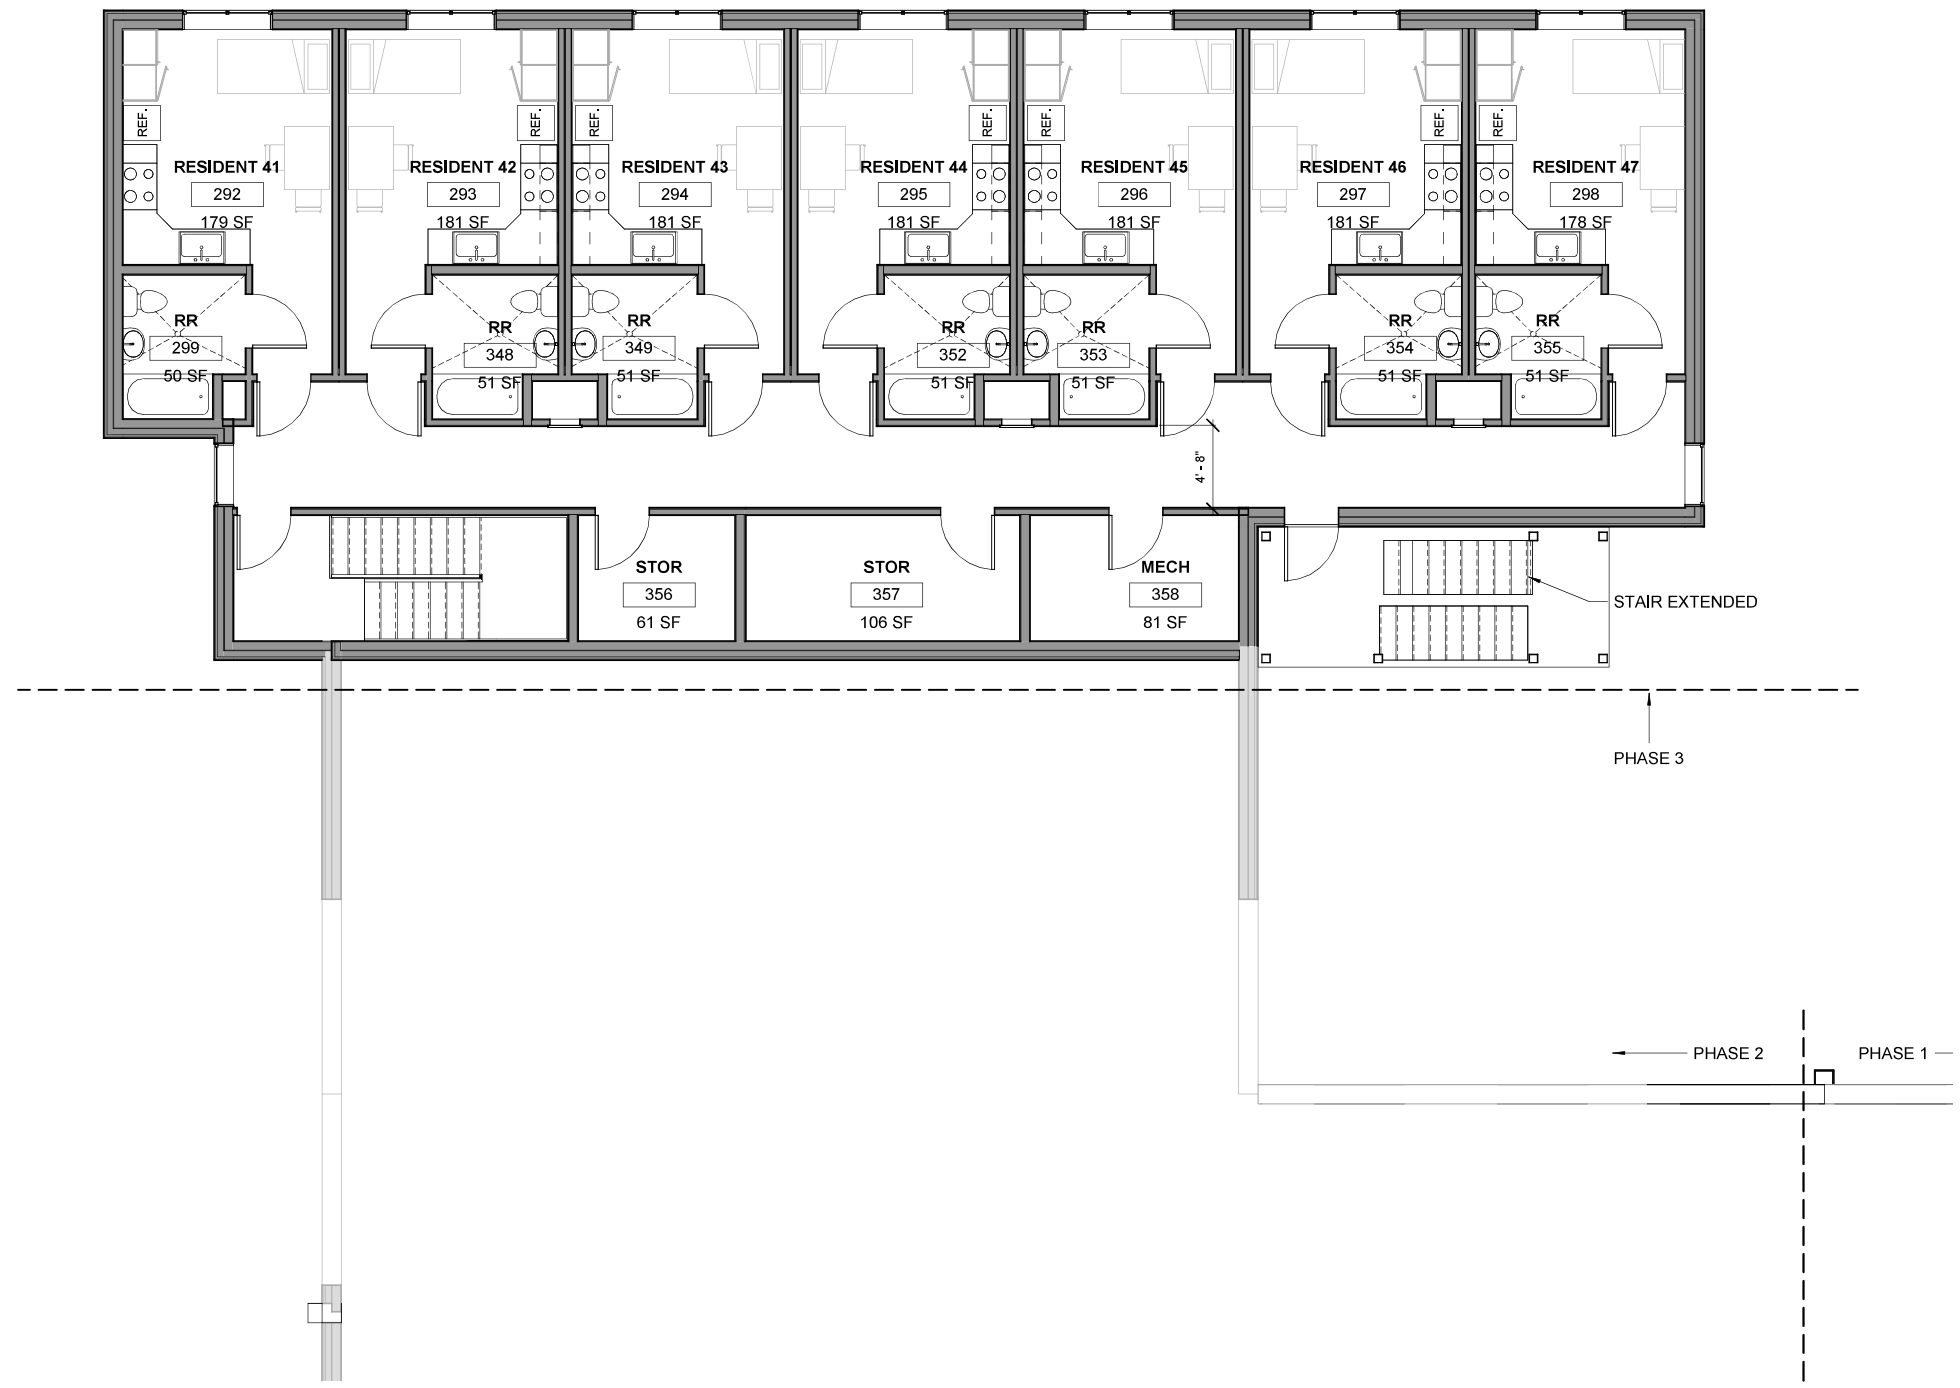 REF.
REF.
REF.
REF.
REF.
REF.
REF.
RESIDENT 41
292
179 SF
RESIDENT 42
293
181 SF
RESIDENT 43
294
181 SF
RESIDENT 44
295
181 SF
RESIDENT 45
296
181 SF
RESIDENT 46
297
181 SF
RESIDENT 47
298
178 SF
RR
299
50 SF
RR
348
51 SF
RR
349
51 SF
RR
352
51 SF
RR
353
51 SF
RR
354
51 SF
RR
355
51 SF
4' - 8"
STOR
356
61 SF
STOR
357
106 SF
MECH
358
81 SF
STAIR EXTENDED
PHASE 3
PHASE 2
PHASE 1